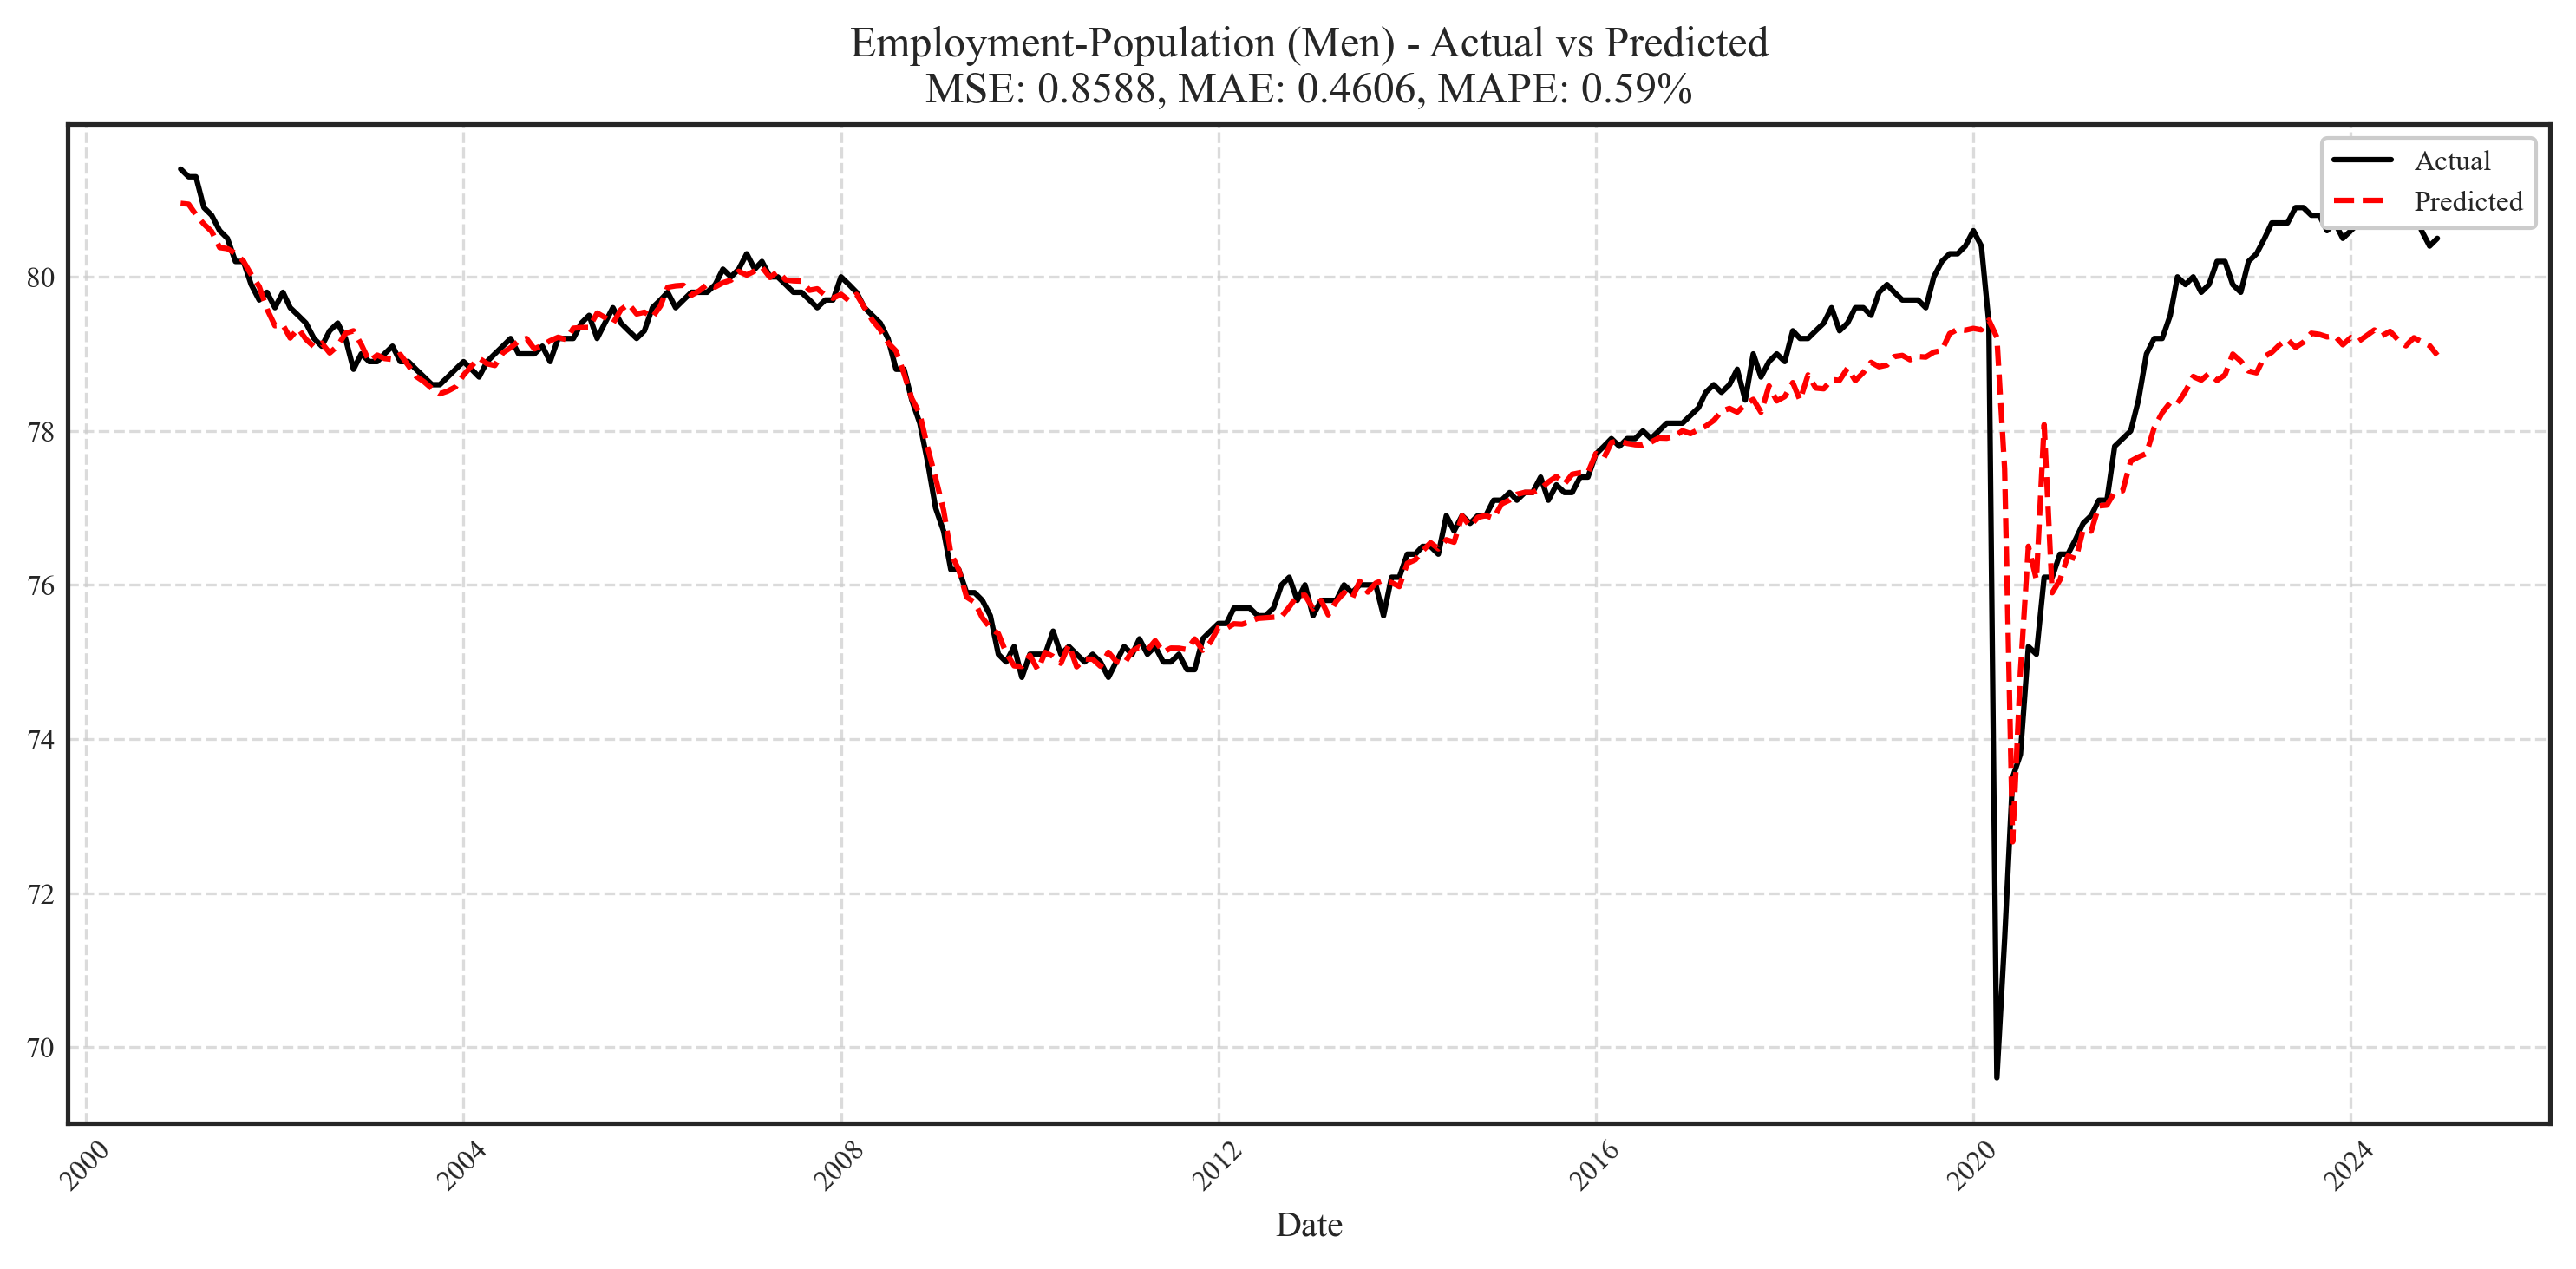 Employment-Population (Men) - Actual vs Predicted
MSE: 0.8588, MAE: 0.4606, MAPE: 0.59%
Actual
Predicted
80
78
76
74
72
70
2000
2004
2008
2012
2016
2020
2024
Date